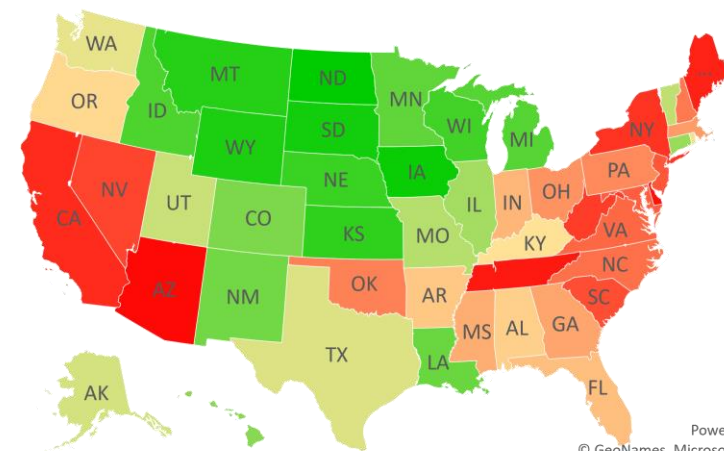 WA
MT
ND
MN
OR
ID
WY
SD
WI
MI
NY
NV
UT
CO
NE
IA
IL
IN
OH
PA
CA
KS
MO
KY
VA
AZ
NM
OK
AR
NC
SC
TX
LA
MS
AL
GA
FL
AK
Powe
© GeoNames, Microso